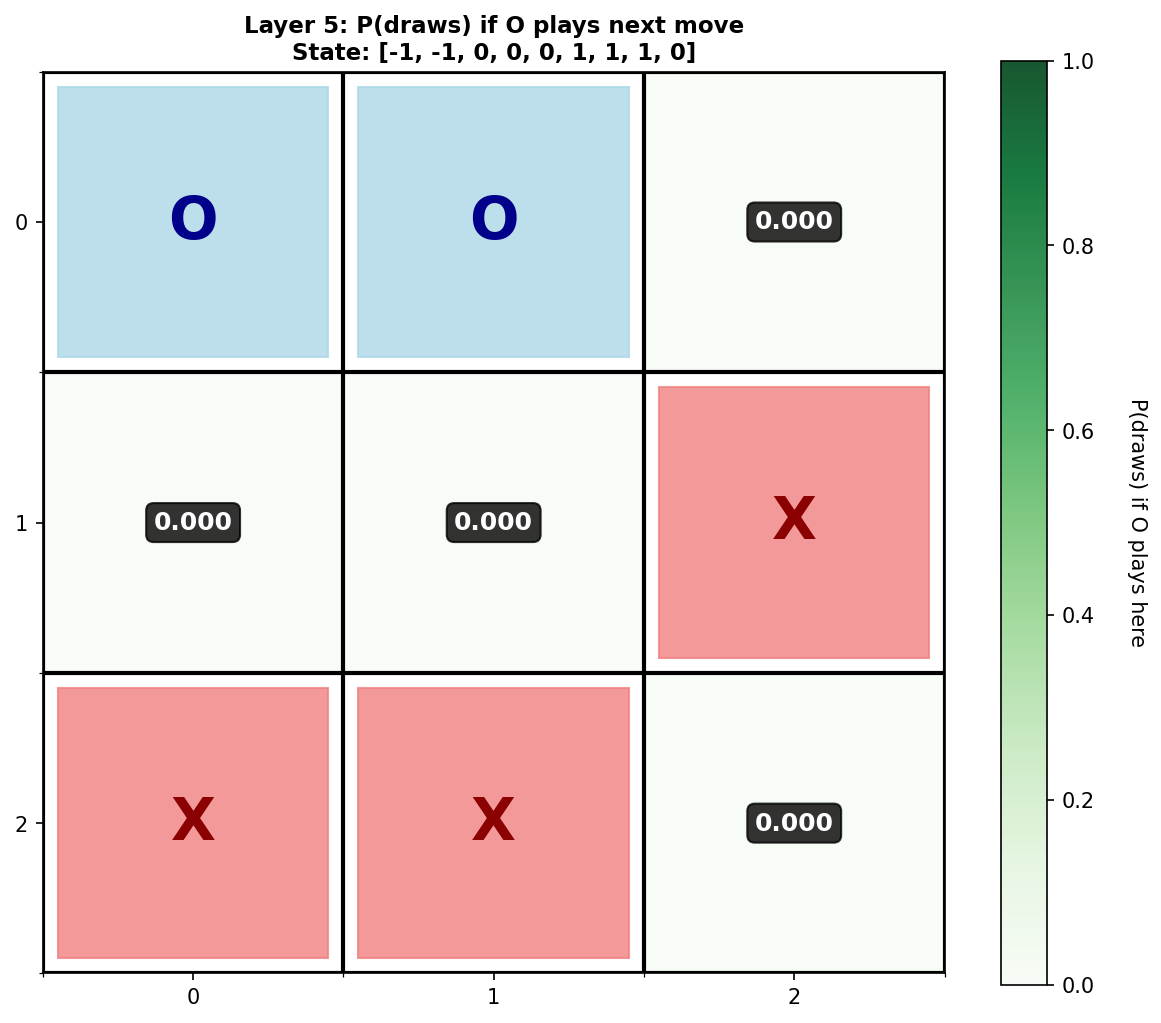 Layer 5: P(draws) if O plays next move
State: [-1, -1, 0, 0, 0, 1, 1, 1, 0]
0
O
O
0.000
1
0.000
0.000
X
2
X
X
0.000
0
1
2
1.0
0.8
0.6
0.4
0.2
0.0
P(draws) if O plays here